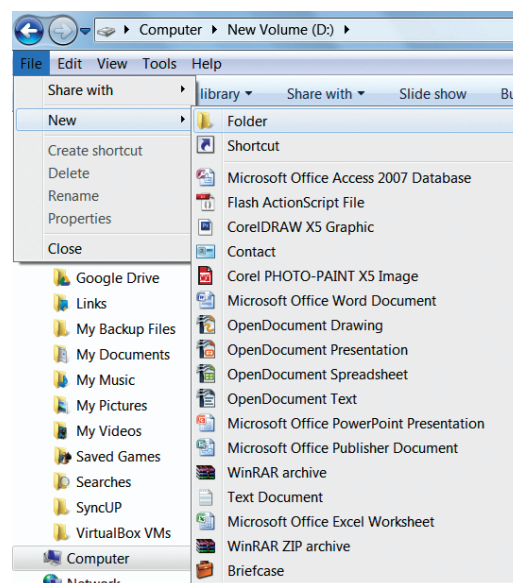 Computer ▸ New Volume (D:) ▸
File Edit View Tools Help
library ▾ Share with ▾ Slide show
Share with
New
Create shortcut
Delete
Rename
Properties
Close
Folder
Shortcut
Microsoft Office Access 2007 Database
Flash ActionScript File
CorelDRAW X5 Graphic
Contact
Corel PHOTO-PAINT X5 Image
Microsoft Office Word Document
OpenDocument Drawing
OpenDocument Presentation
OpenDocument Spreadsheet
OpenDocument Text
Microsoft Office PowerPoint Presentation
Microsoft Office Publisher Document
WinRAR archive
Text Document
Microsoft Office Excel Worksheet
WinRAR ZIP archive
Briefcase
Google Drive
Links
My Backup Files
My Documents
My Music
My Pictures
My Videos
Saved Games
Searches
SyncUP
VirtualBox VMs
Computer
Network